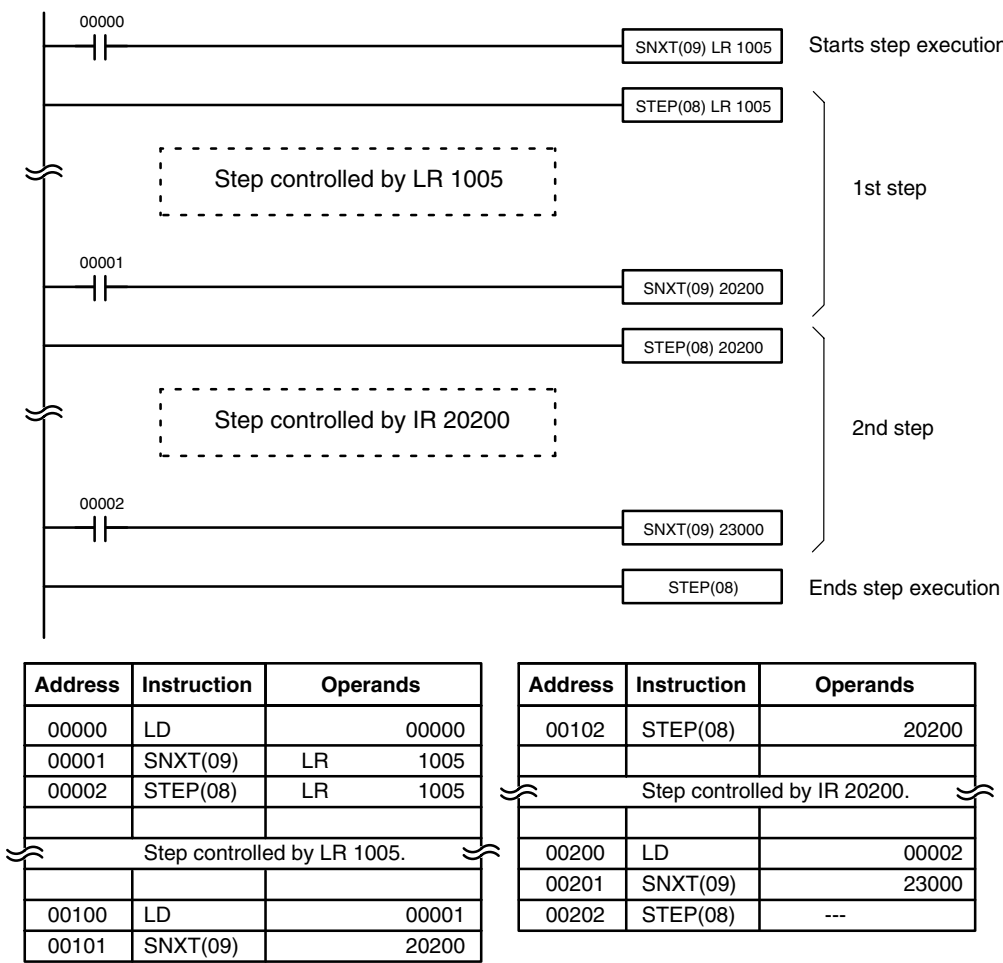 00000
SNXT(09) LR 1005 Starts step execution
STEP(08) LR 1005
Step controlled by LR 1005
1st step
00001
SNXT(09) 20200
STEP(08) 20200
Step controlled by IR 20200
2nd step
00002
SNXT(09) 23000
STEP(08) Ends step execution
Address Instruction Operands
00000 LD 00000
00001 SNXT(09) LR 1005
00002 STEP(08) LR 1005
Step controlled by LR 1005.
00100 LD 00001
00101 SNXT(09) 20200
Address Instruction Operands
00102 STEP(08) 20200
Step controlled by IR 20200.
00200 LD 00002
00201 SNXT(09) 23000
00202 STEP(08) ---